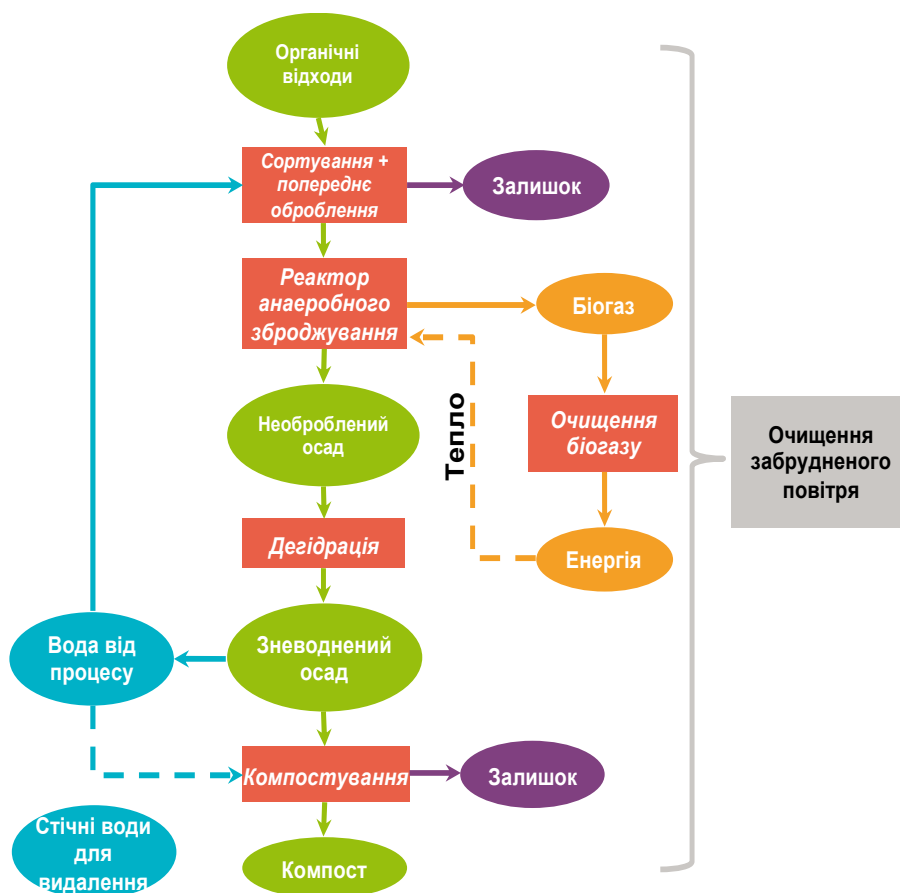 Органічні
відходи
Сортування +
попереднє
оброблення
Залишок
Реактор
анаеробного
зброджування
Біогаз
Необроблений
осад
Тепло
Очищення
біогазу
Очищення
забрудненого
повітря
Дегідрація
Енергія
Вода від
процесу
Зневоднений
осад
Компостування
Залишок
Стічні води
для
видалення
Компост